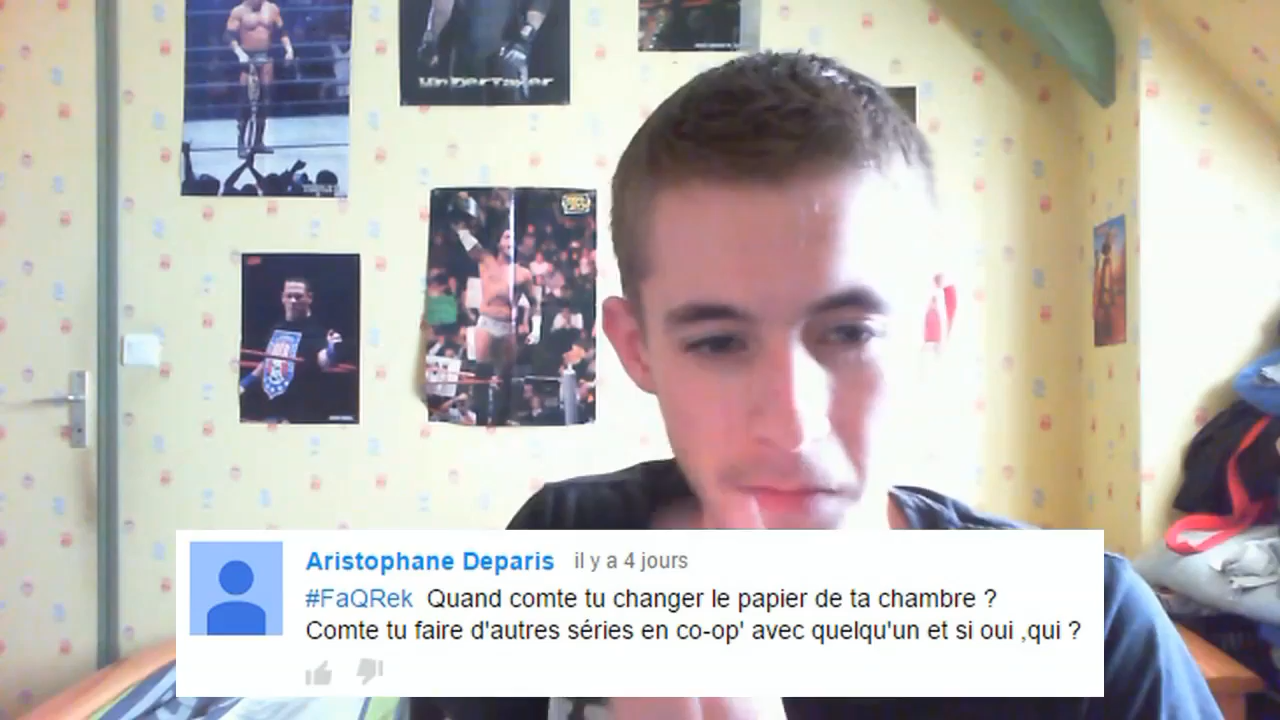 UnDerTaKer
Aristophane Deparis il y a 4 jours
#FaQRek Quand comte tu changer le papier de ta chambre ?
Comte tu faire d'autres séries en co-op' avec quelqu'un et si oui ,qui ?